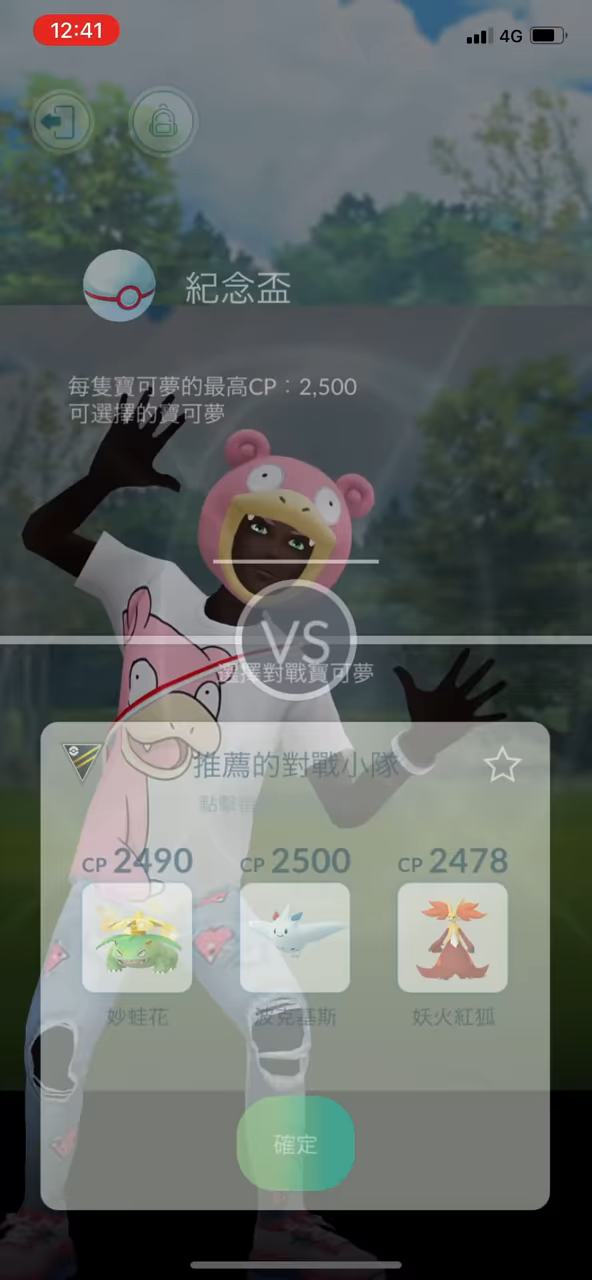 12:41
4G
紀念盃
每隻寶可夢的最高CP：2,500
可選擇的寶可夢
VS
選擇對戰寶可夢
推薦的對戰小隊
點擊
CP 2490
CP 2500
CP 2478
妙蛙花
波克基斯
妖火紅狐
確定